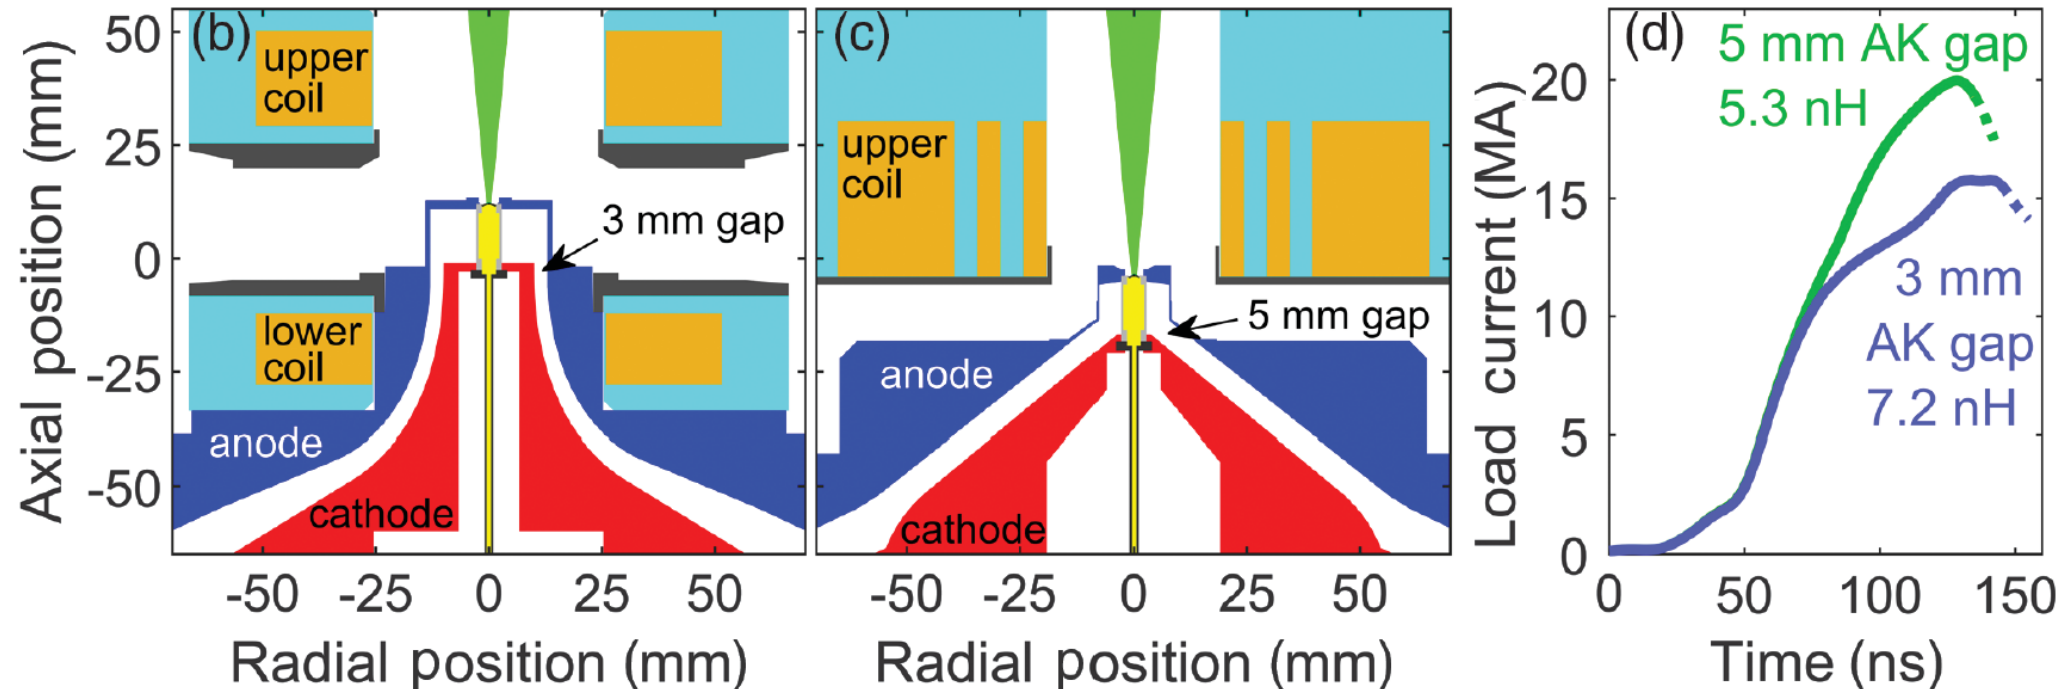 (b)
upper
coil
3 mm gap
lower
coil
anode
cathode
50
25
0
-25
-50
Axial position (mm)
-50 -25 0 25 50
Radial position (mm)
(c)
upper
coil
5 mm gap
anode
cathode
-50 -25 0 25 50
Radial position (mm)
(d)
5 mm AK gap
5.3 nH
3 mm
AK gap
7.2 nH
20
15
10
5
0
Load current (MA)
0 50 100 150
Time (ns)